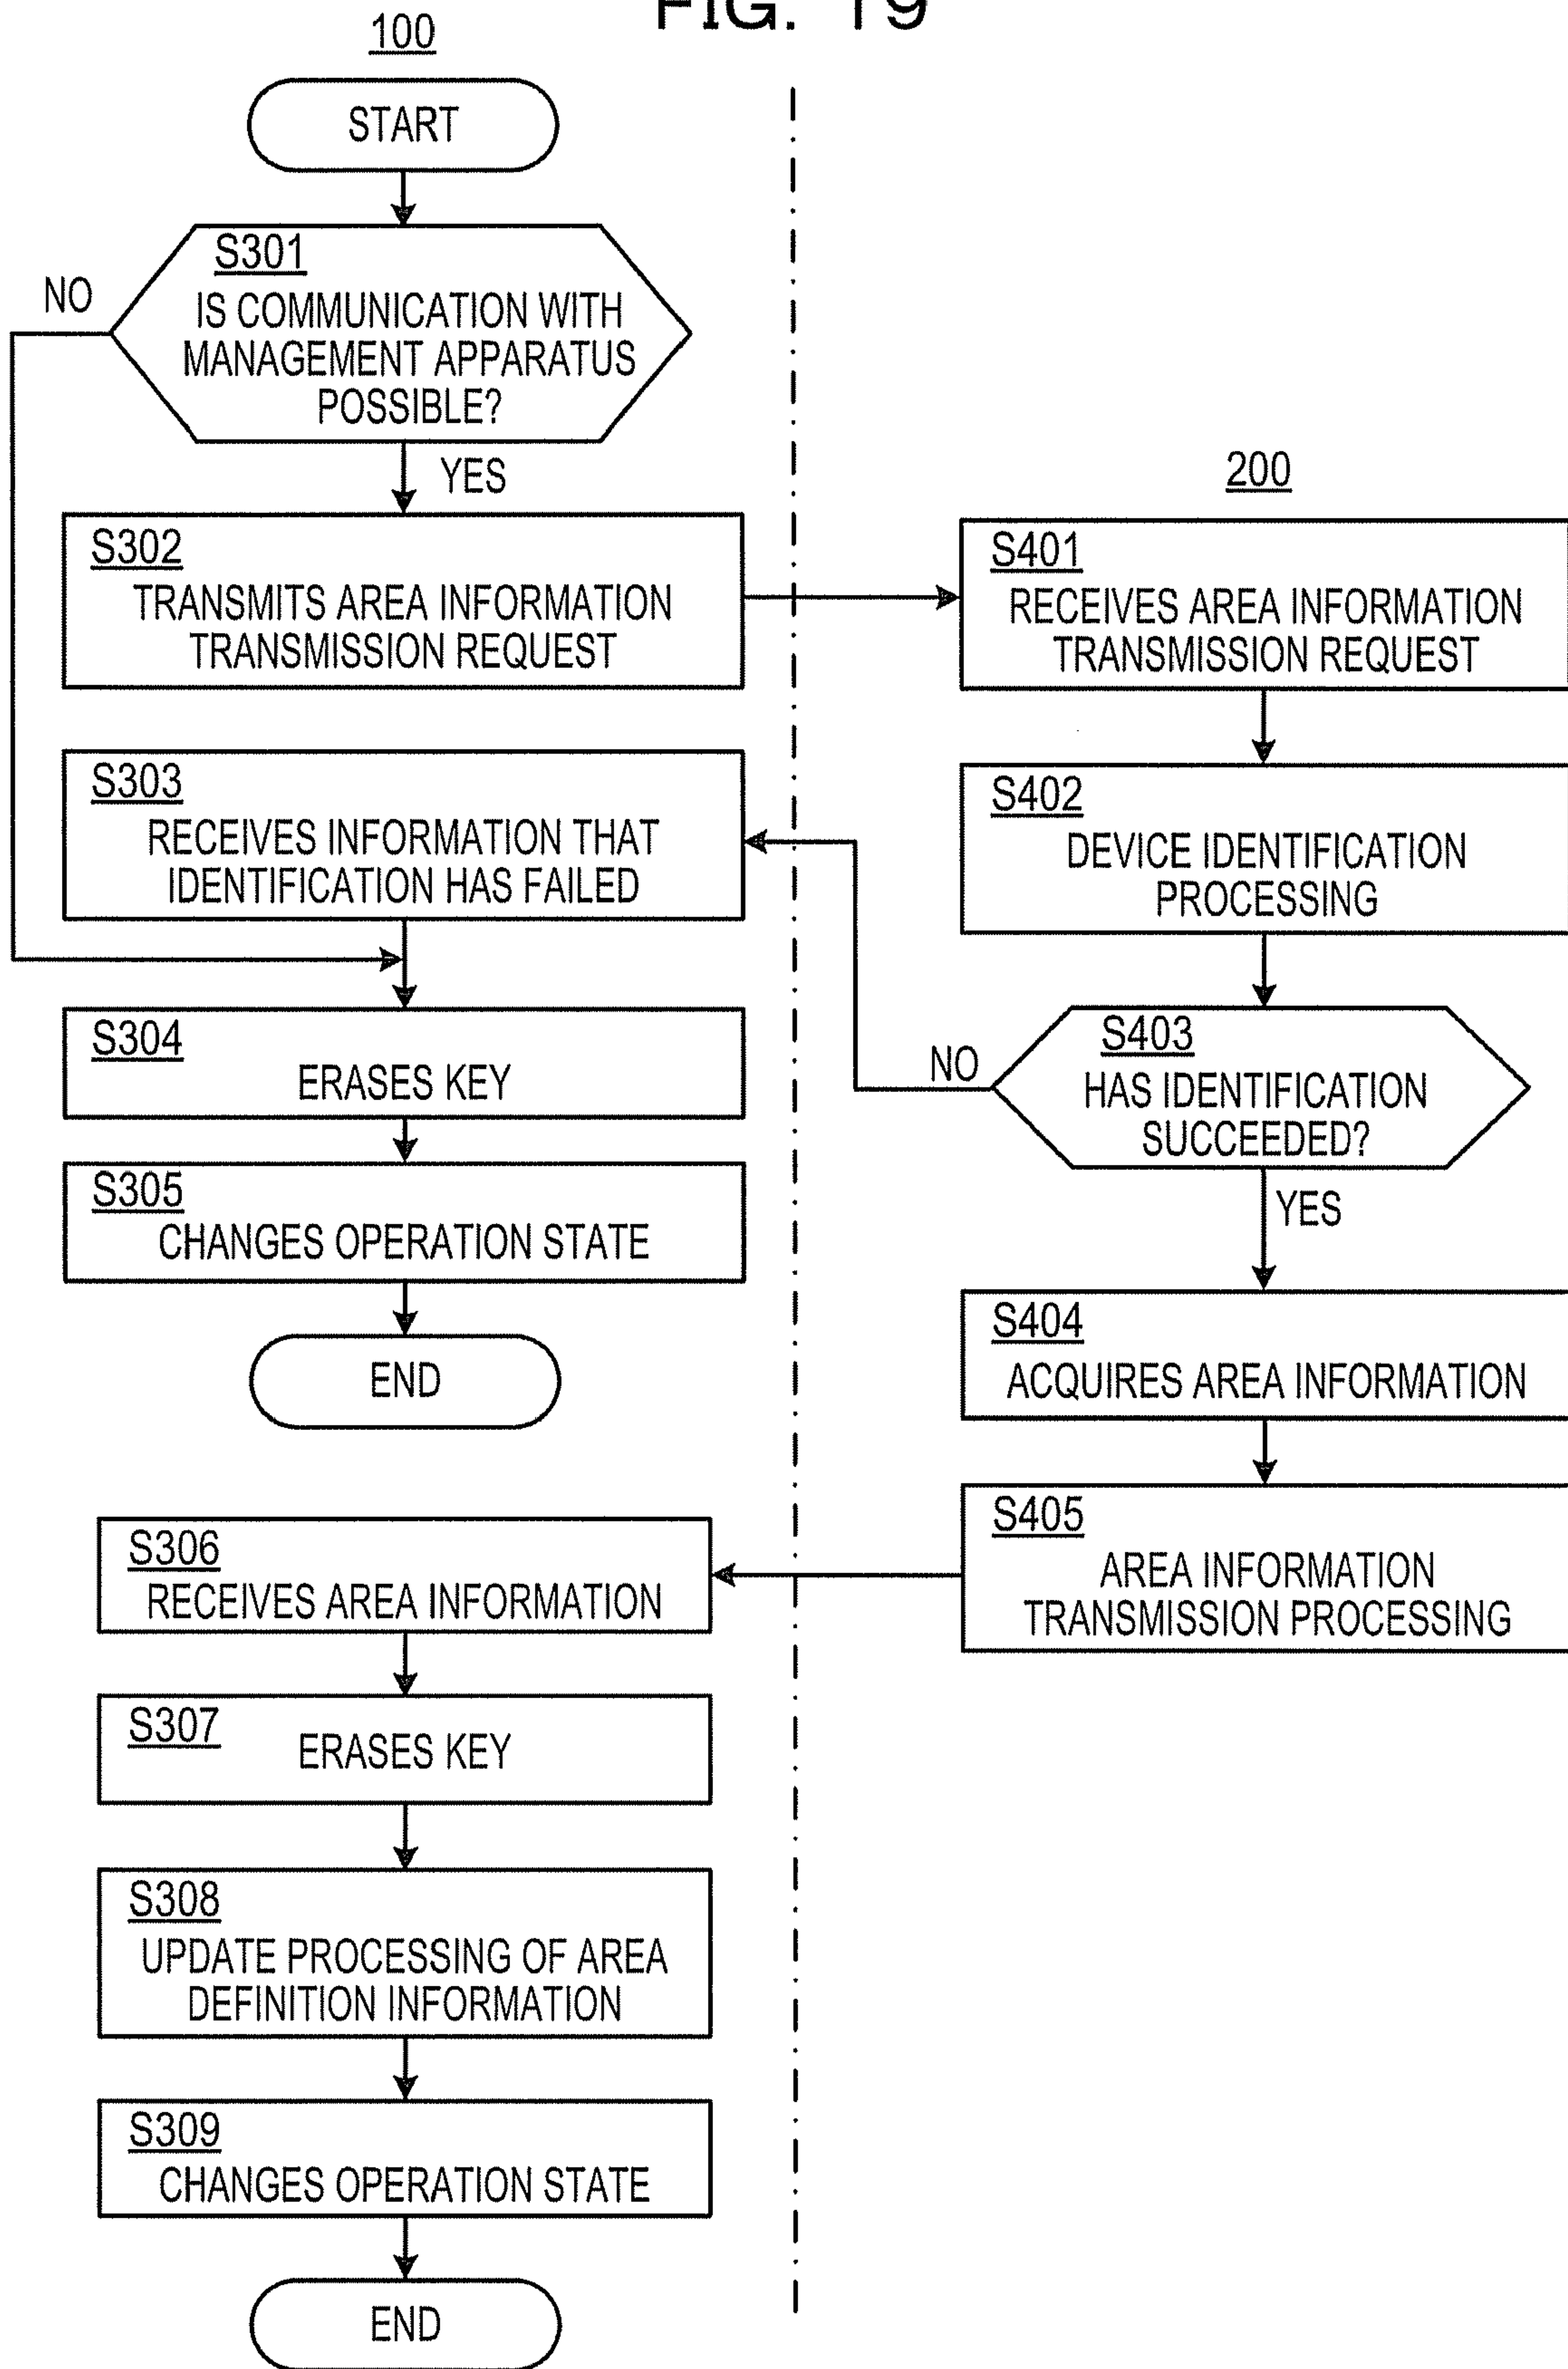 FIG. 19
100
START
S301
IS COMMUNICATION WITH
MANAGEMENT APPARATUS
POSSIBLE?
NO
YES
S302
TRANSMITS AREA INFORMATION
TRANSMISSION REQUEST
S303
RECEIVES INFORMATION THAT
IDENTIFICATION HAS FAILED
S304
ERASES KEY
S305
CHANGES OPERATION STATE
END
S306
RECEIVES AREA INFORMATION
S307
ERASES KEY
S308
UPDATE PROCESSING OF AREA
DEFINITION INFORMATION
S309
CHANGES OPERATION STATE
END
200
S401
RECEIVES AREA INFORMATION
TRANSMISSION REQUEST
S402
DEVICE IDENTIFICATION
PROCESSING
S403
HAS IDENTIFICATION
SUCCEEDED?
NO
YES
S404
ACQUIRES AREA INFORMATION
S405
AREA INFORMATION
TRANSMISSION PROCESSING